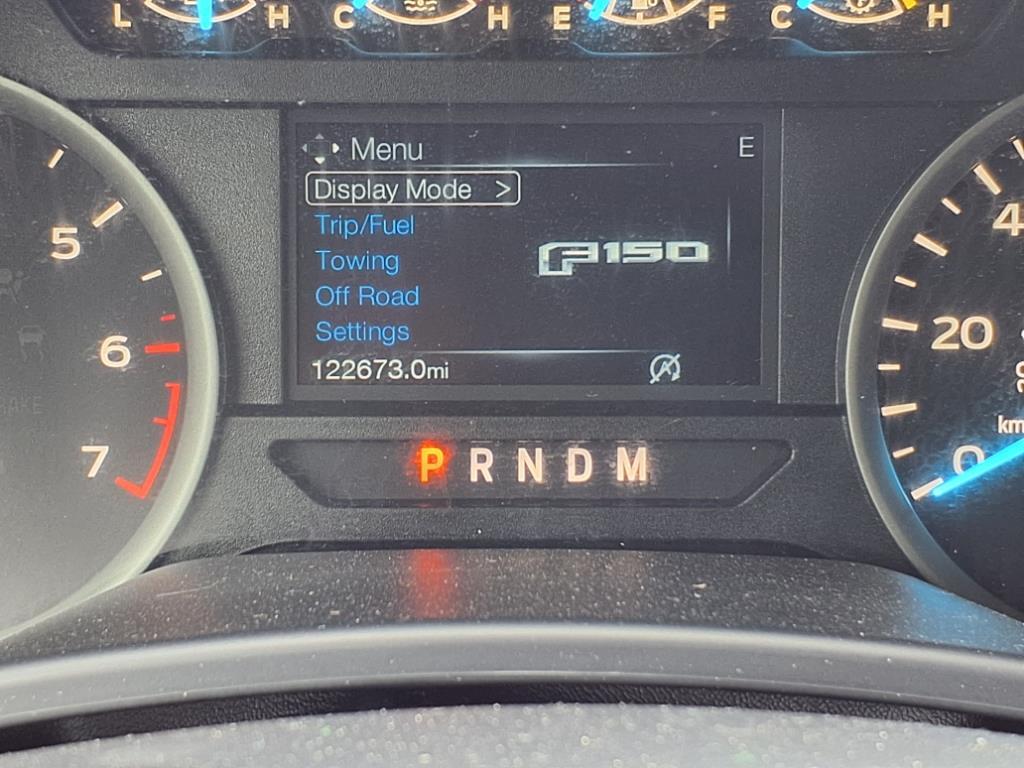 L H C H E F C H
Menu E
Display Mode >
Trip/Fuel
F150
Towing
Off Road
Settings
122673.0mi
5
6
7
4
20
0
km
P R N D M